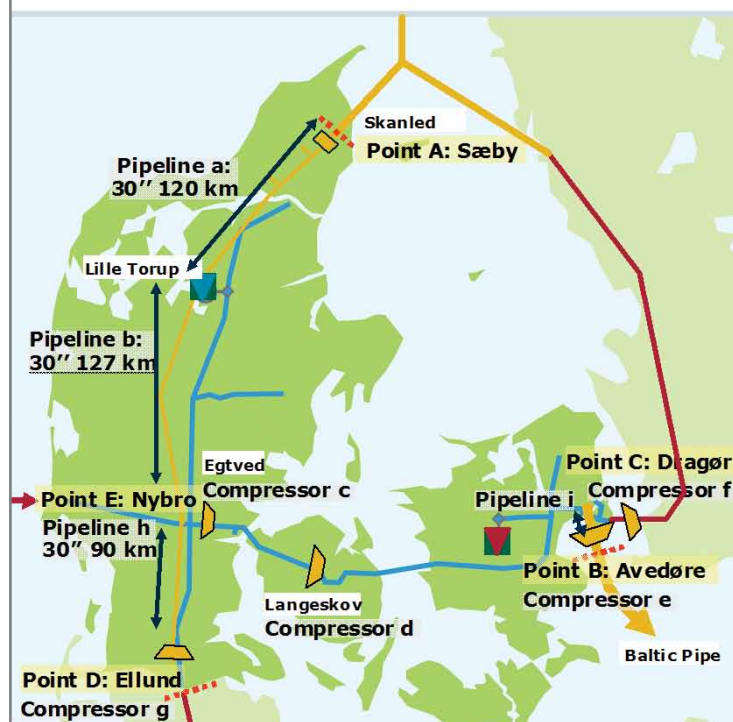 Skanled
Point A: Sæby
Pipeline a:
30’’ 120 km
Lille Torup
Pipeline b:
30’’ 127 km
Egtved
Compressor c
Point E: Nybro
Pipeline h
30” 90 km
Point C: Dragør
Compressor f
Pipeline i
Point B: Avedøre
Compressor e
Langeskov
Compressor d
Baltic Pipe
Point D: Ellund
Compressor g